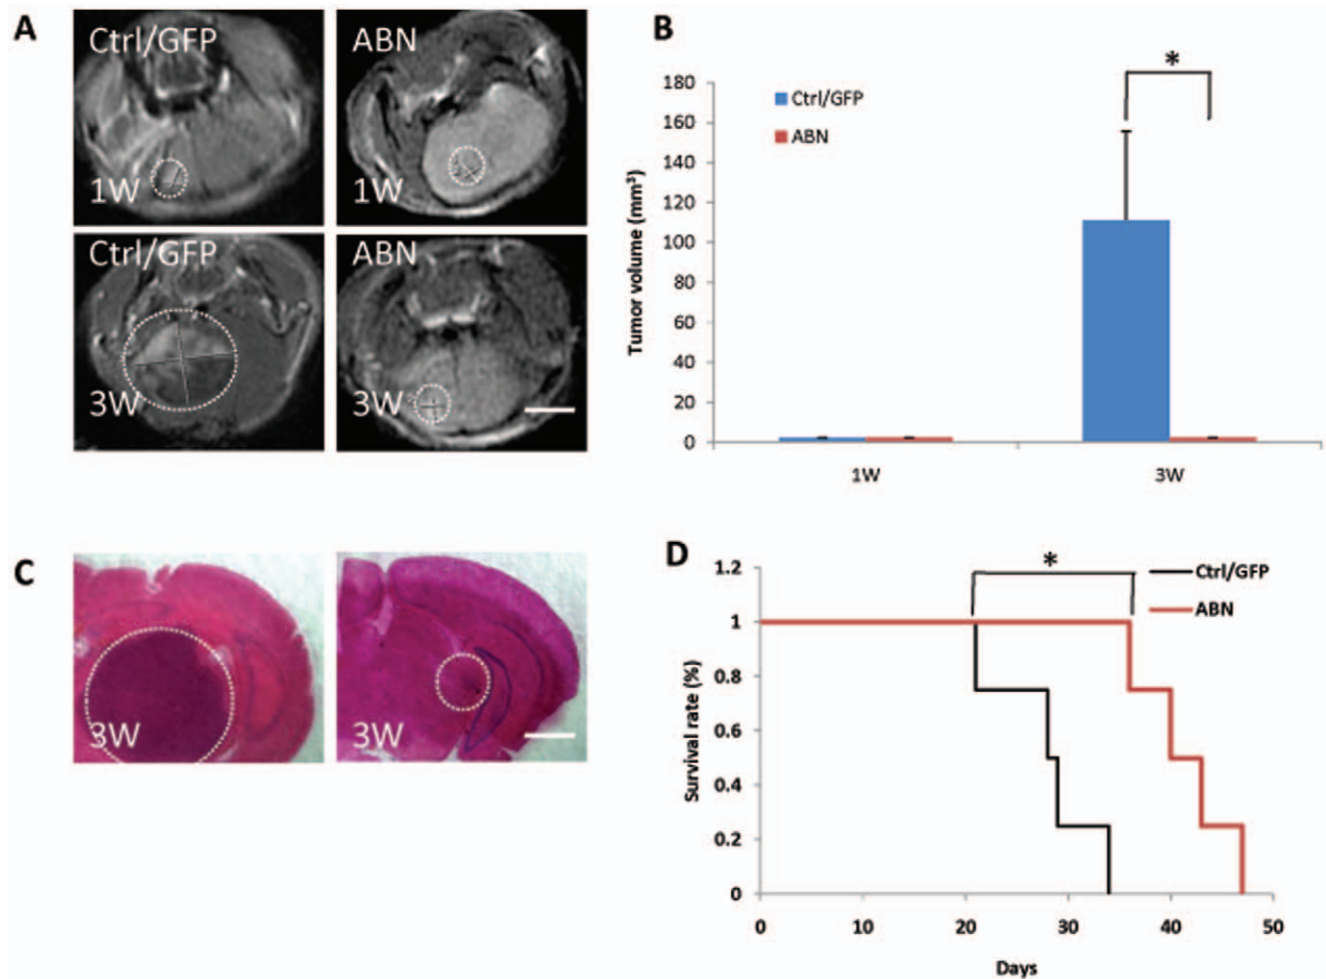 A
Ctrl/GFP
1W
ABN
1W
Ctrl/GFP
3W
ABN
3W
B
Ctrl/GFP
ABN
*
180
160
140
120
100
80
60
40
20
0
Tumor volume (mm³)
1W
3W
C
3W
3W
D
*
Ctrl/GFP
ABN
1.2
1
0.8
0.6
0.4
0.2
0
Survival rate (%)
0
10
20
30
40
50
Days